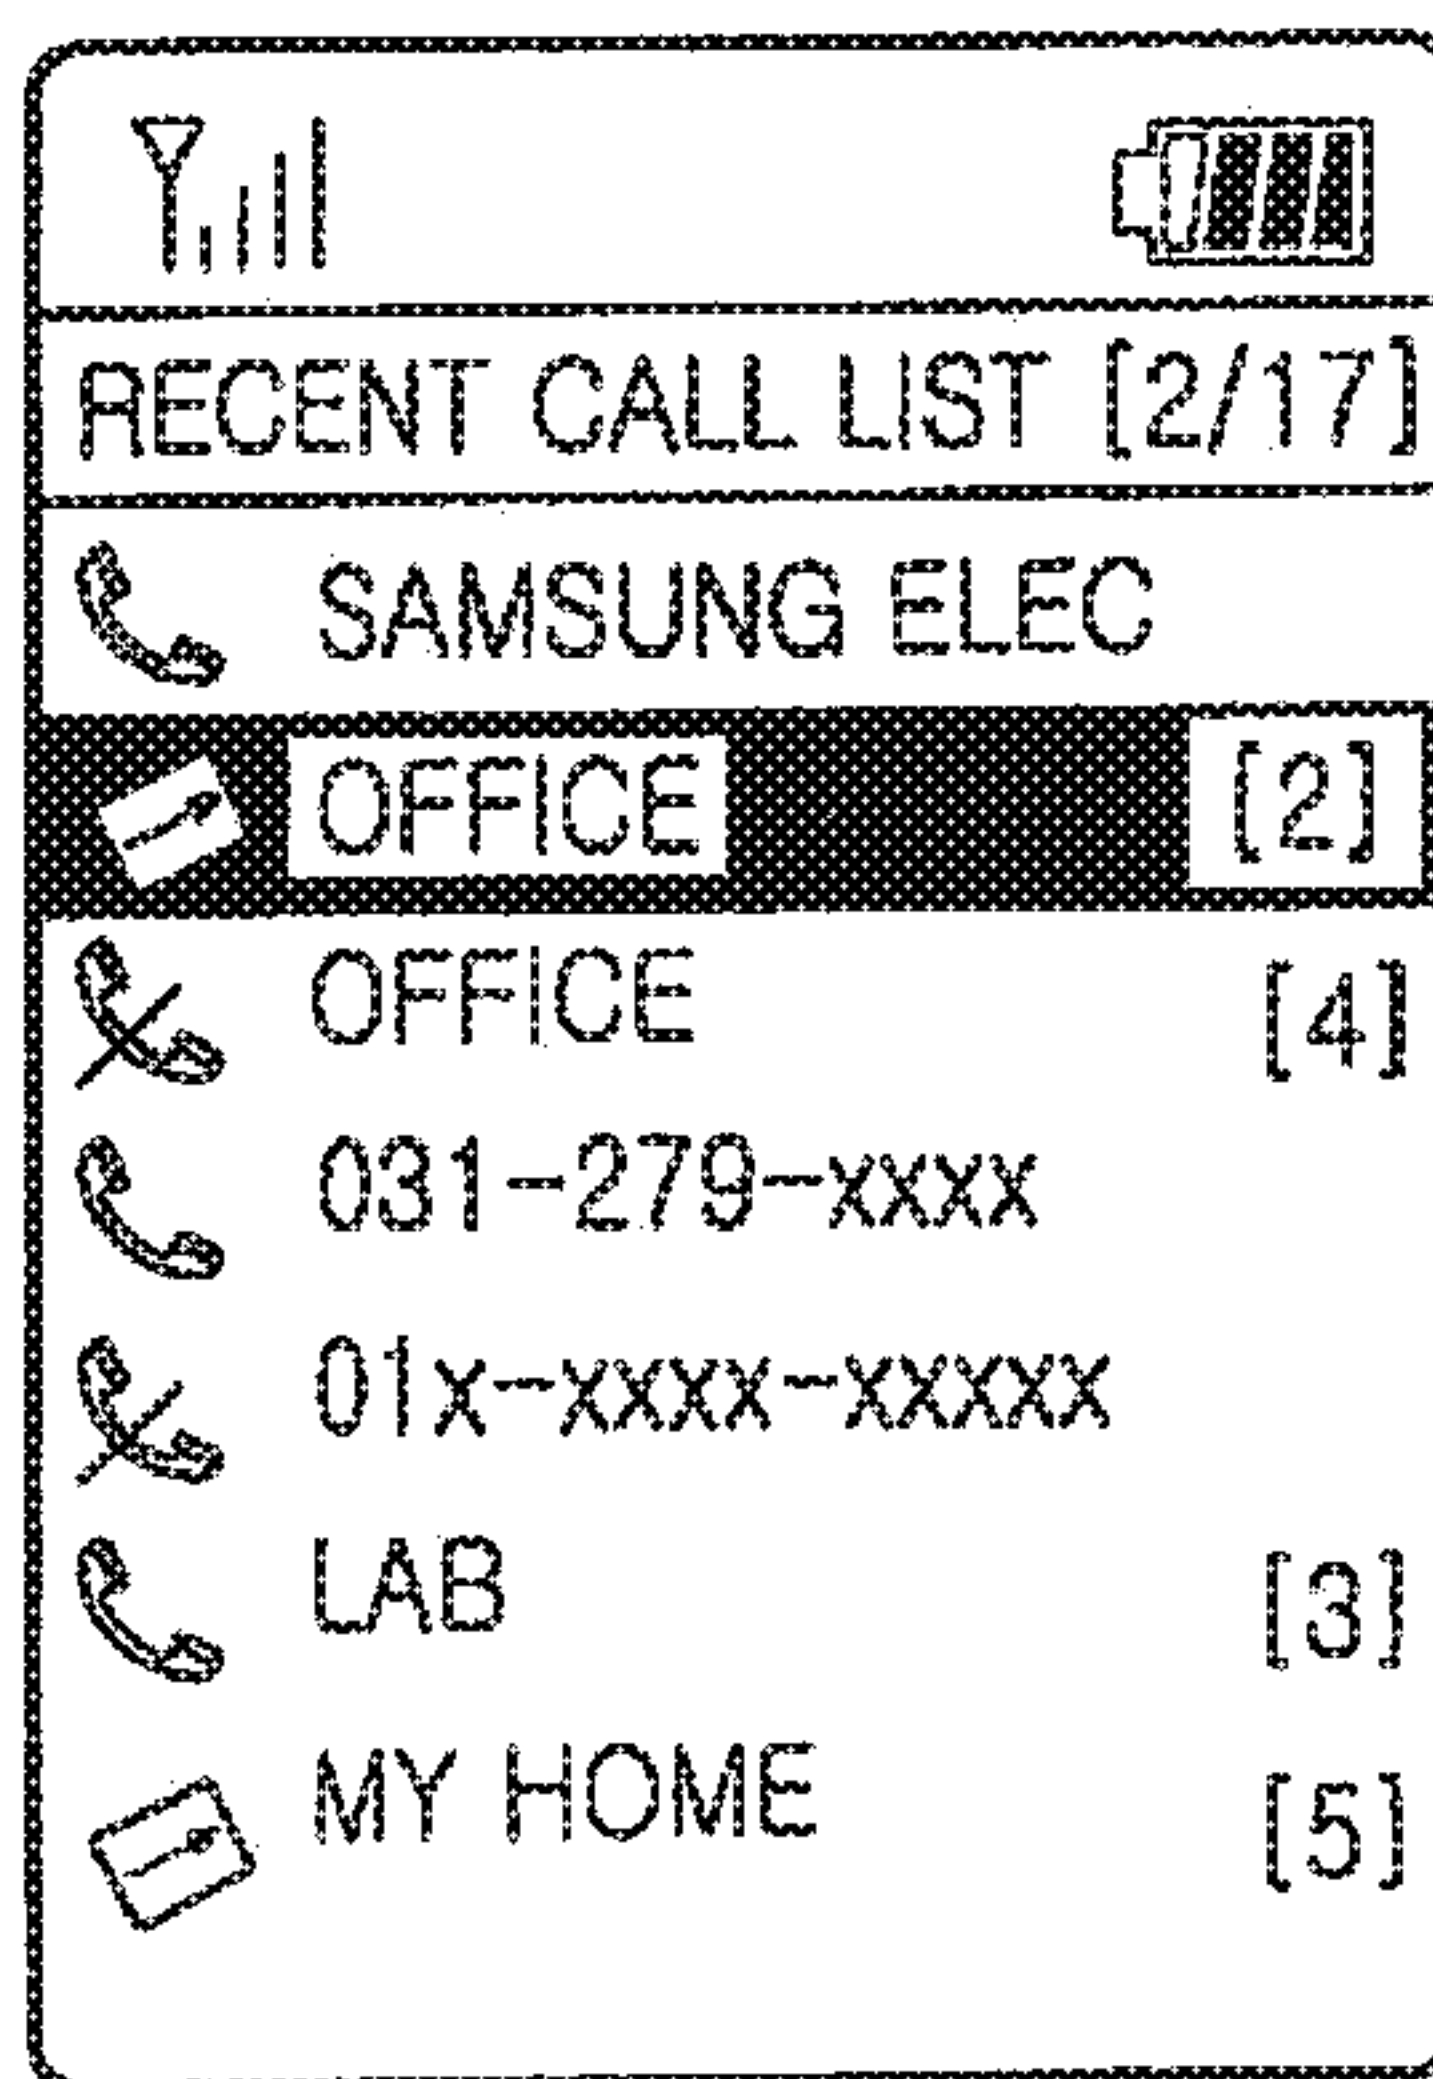 RECENT CALL LIST [2/17]
SAMSUNG ELEC
OFFICE [2]
OFFICE [4]
031-279-xxxx
01x-xxxx-xxxxx
LAB [3]
MY HOME [5]